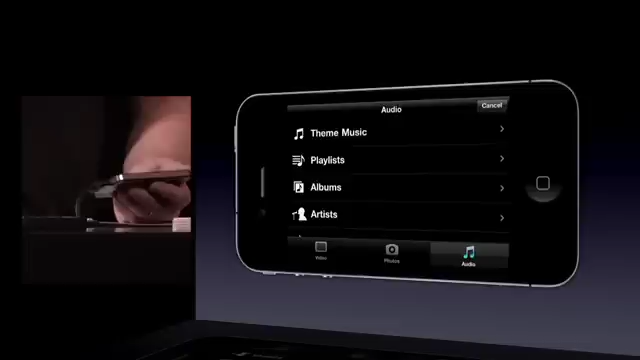 Audio
Cancel
Theme Music
Playlists
Albums
Artists
Video
Photos
Audio